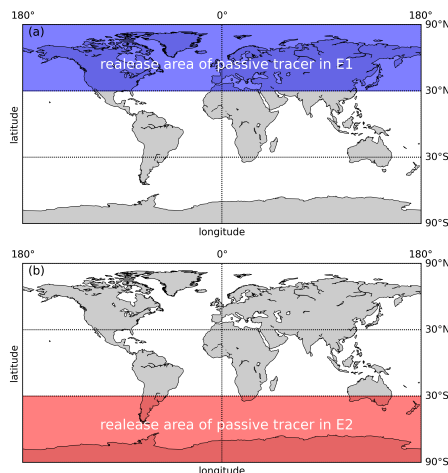 180° 0° 180°
(a) 90°N
realease area of passive tracer in E1
30°N
latitude
30°S
90°S
longitude
180° 0° 180°
(b) 90°N
30°N
latitude
30°S
realease area of passive tracer in E2
90°S
longitude